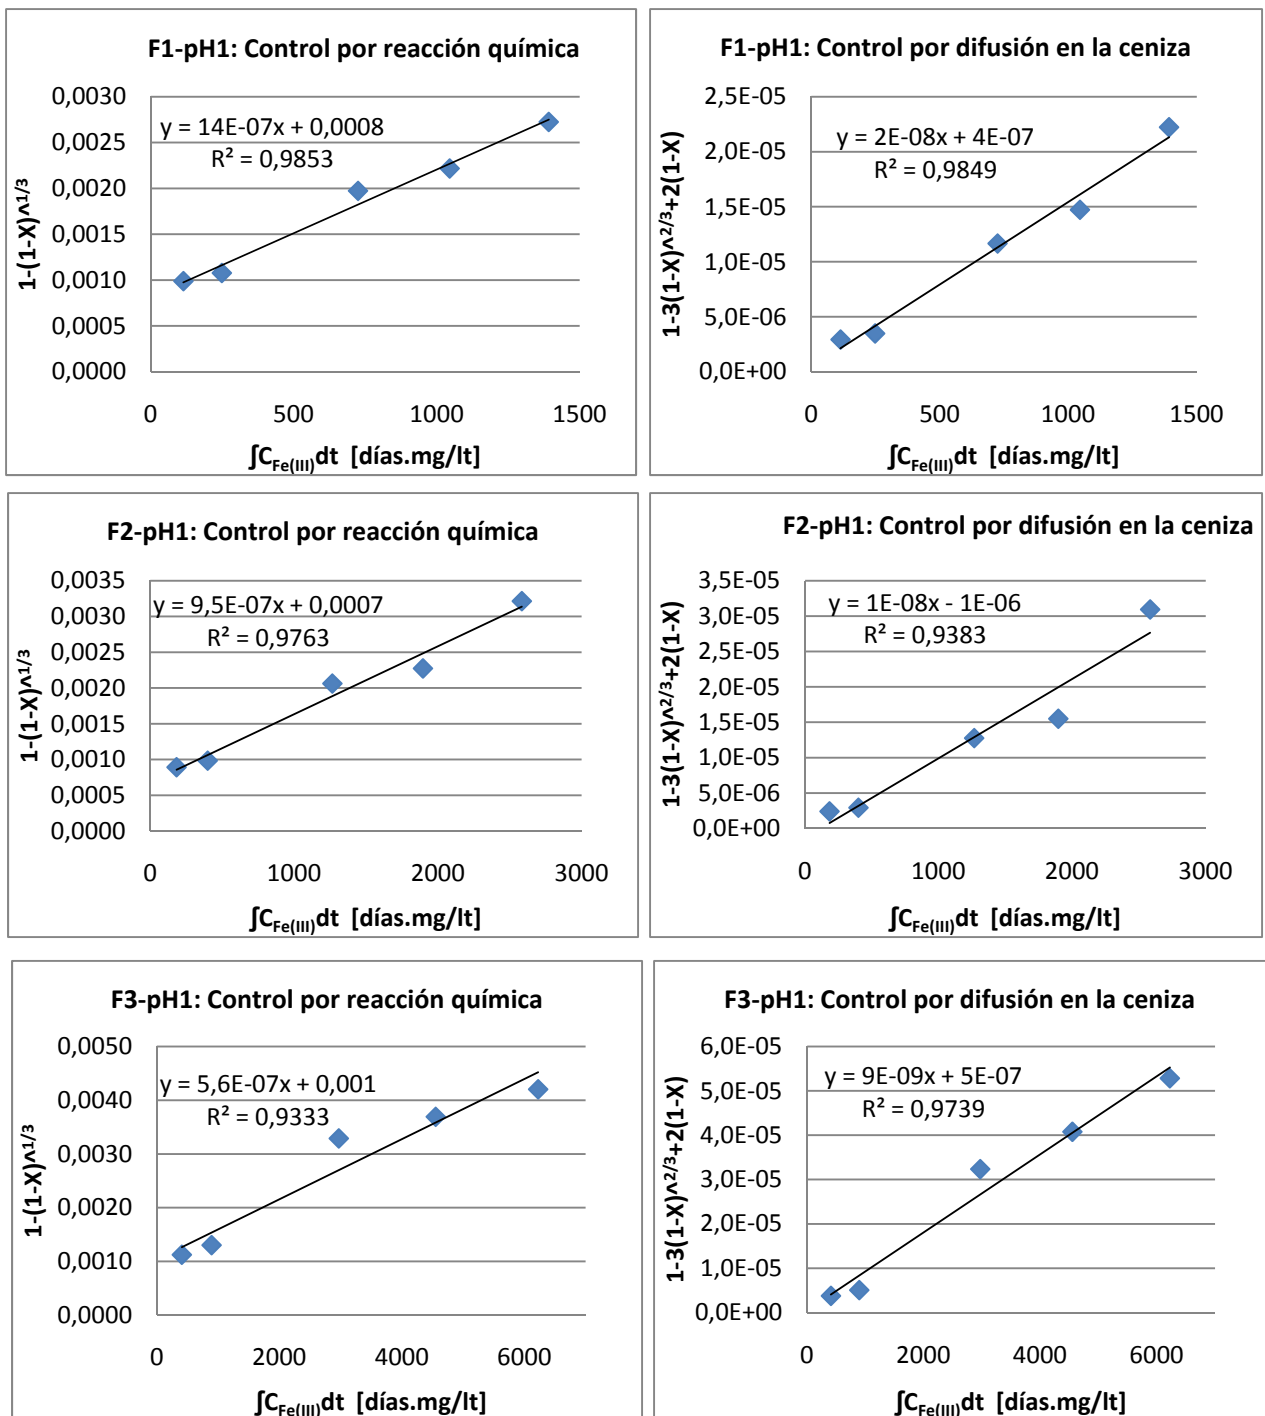 F1-pH1: Control por reacción química
1-(1-X)^1/3
0,0030
0,0025
0,0020
0,0015
0,0010
0,0005
0,0000
y = 14E-07x + 0,0008
R² = 0,9853
0 500 1000 1500
∫C_Fe(III)dt [días.mg/lt]
F1-pH1: Control por difusión en la ceniza
1-3(1-X)^2/3+2(1-X)
2,5E-05
2,0E-05
1,5E-05
1,0E-05
5,0E-06
0,0E+00
y = 2E-08x + 4E-07
R² = 0,9849
0 500 1000 1500
∫C_Fe(III)dt [días.mg/lt]
F2-pH1: Control por reacción química
1-(1-X)^1/3
0,0035
0,0030
0,0025
0,0020
0,0015
0,0010
0,0005
0,0000
y = 9,5E-07x + 0,0007
R² = 0,9763
0 1000 2000 3000
∫C_Fe(III)dt [días.mg/lt]
F2-pH1: Control por difusión en la ceniza
1-3(1-X)^2/3+2(1-X)
3,5E-05
3,0E-05
2,5E-05
2,0E-05
1,5E-05
1,0E-05
5,0E-06
0,0E+00
y = 1E-08x - 1E-06
R² = 0,9383
0 1000 2000 3000
∫C_Fe(III)dt [días.mg/lt]
F3-pH1: Control por reacción química
1-(1-X)^1/3
0,0050
0,0040
0,0030
0,0020
0,0010
0,0000
y = 5,6E-07x + 0,001
R² = 0,9333
0 2000 4000 6000
∫C_Fe(III)dt [días.mg/lt]
F3-pH1: Control por difusión en la ceniza
1-3(1-X)^2/3+2(1-X)
6,0E-05
5,0E-05
4,0E-05
3,0E-05
2,0E-05
1,0E-05
0,0E+00
y = 9E-09x + 5E-07
R² = 0,9739
0 2000 4000 6000
∫C_Fe(III)dt [días.mg/lt]